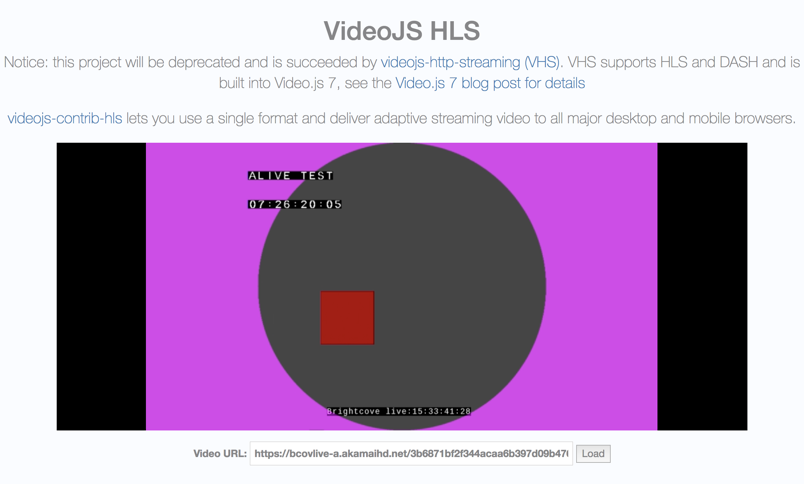 VideoJS HLS
Notice: this project will be deprecated and is succeeded by videojs-http-streaming (VHS). VHS supports HLS and DASH and is
built into Video.js 7, see the Video.js 7 blog post for details
videojs-contrib-hls lets you use a single format and deliver adaptive streaming video to all major desktop and mobile browsers.
ALIVE TEST
07:26:20:05
Brightcove live:15:33:41:28
Video URL: https://bcovlive-a.akamaihd.net/3b6871bf2f344acaa6b397d09b476 Load